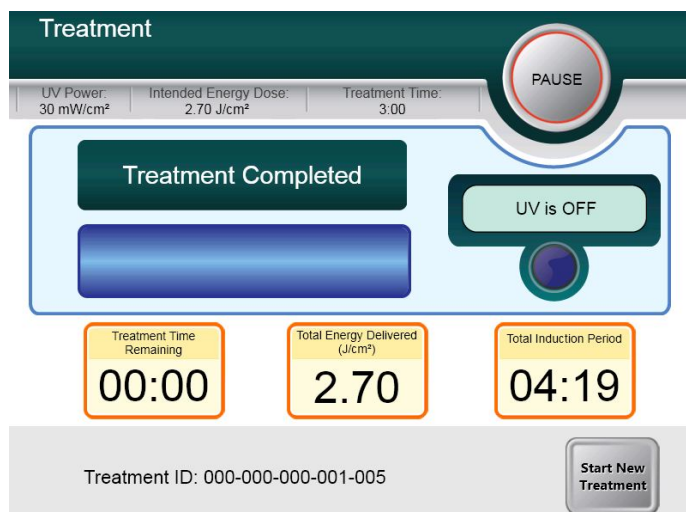 Treatment
PAUSE
UV Power:
30 mW/cm²
Intended Energy Dose:
2.70 J/cm²
Treatment Time:
3:00
Treatment Completed
UV is OFF
Treatment Time
Remaining
00:00
Total Energy Delivered
(J/cm²)
2.70
Total Induction Period
04:19
Treatment ID: 000-000-000-001-005
Start New
Treatment